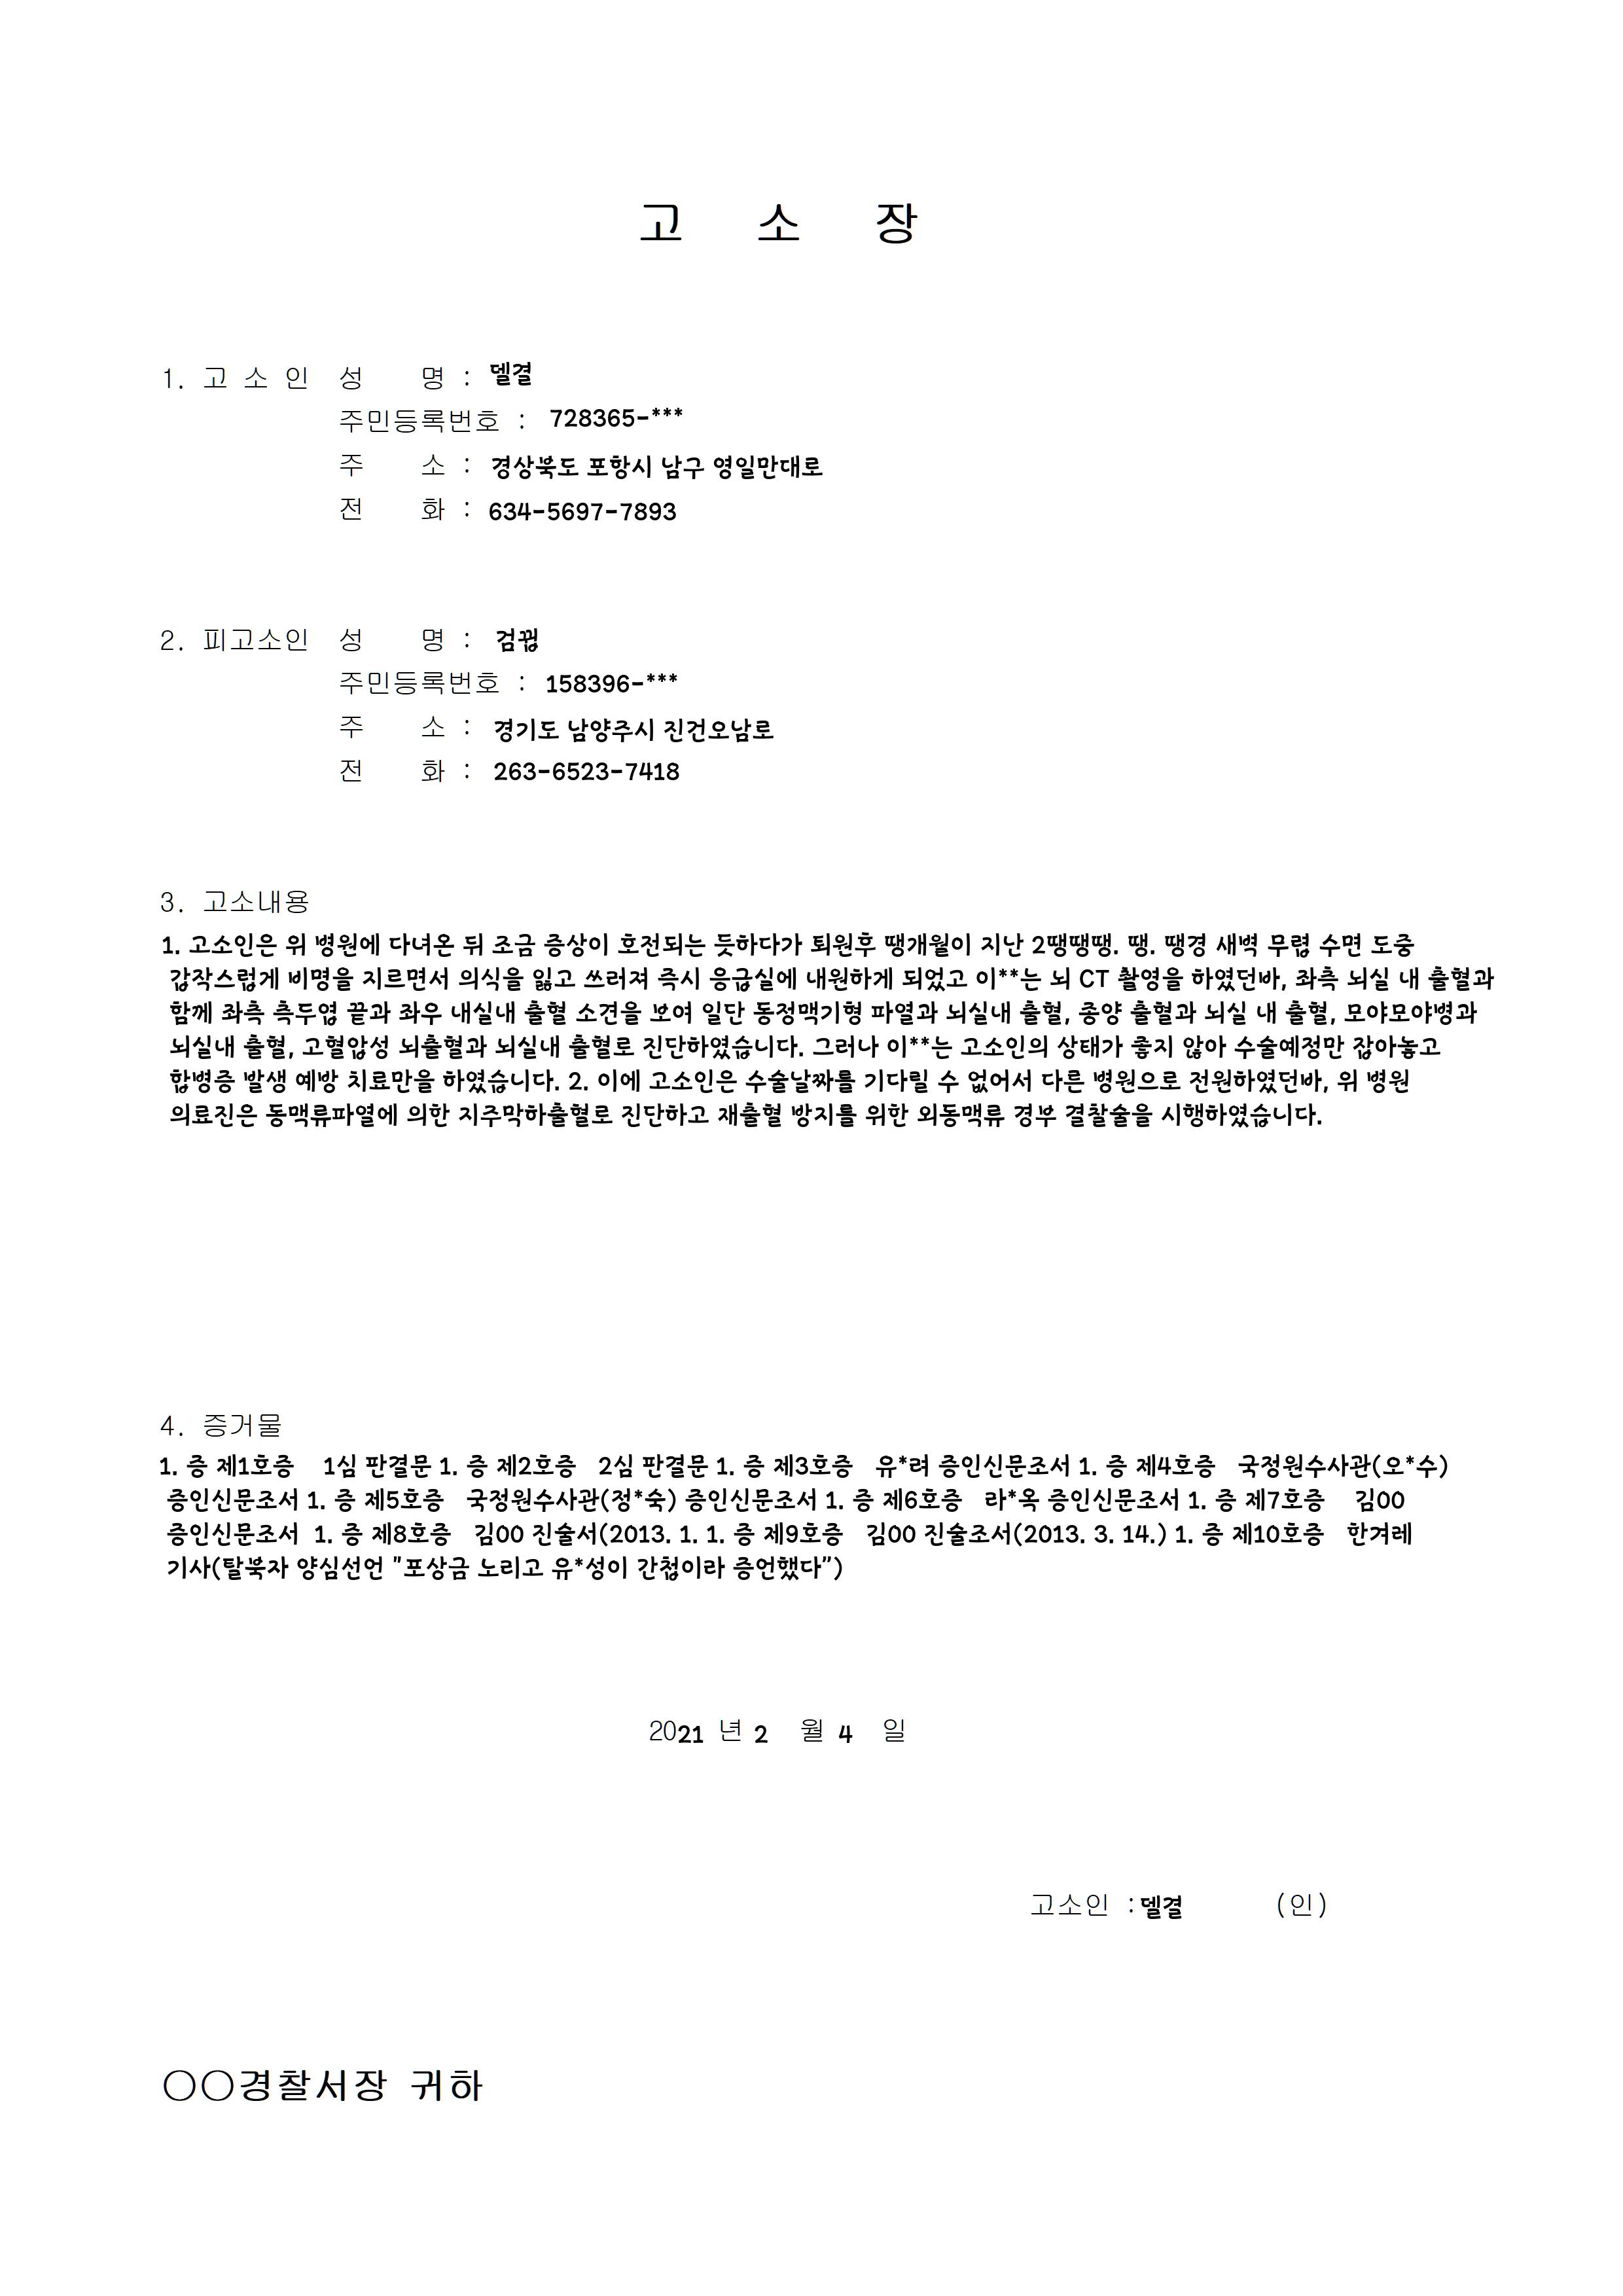 고 소 장
1. 고 소 인 성 명 : 델결
주민등록번호 : 728365-***
주 소 : 경상북도 포항시 남구 영일만대로
전 화 : 634-5697-7893
2. 피고소인 성 명 : 검뀜
주민등록번호 : 158396-***
주 소 : 경기도 남양주시 진건오남로
전 화 : 263-6523-7418
3. 고소내용
1. 고소인은 위 병원에 다녀온 뒤 조금 증상이 호전되는 듯하다가 퇴원후 땡개월이 지난 2땡땡땡. 땡. 땡경 새벽 무렵 수면 도중
갑작스럽게 비명을 지르면서 의식을 잃고 쓰러져 즉시 응급실에 내원하게 되었고 이**는 뇌 CT 촬영을 하였던바, 좌측 뇌실 내 출혈과
함께 좌측 측두엽 끝과 좌우 내실내 출혈 소견을 보여 일단 동정맥기형 파열과 뇌실내 출혈, 종양 출혈과 뇌실 내 출혈, 모야모야병과
뇌실내 출혈, 고혈압성 뇌출혈과 뇌실내 출혈로 진단하였습니다. 그러나 이**는 고소인의 상태가 좋지 않아 수술예정만 잡아놓고
합병증 발생 예방 치료만을 하였습니다. 2. 이에 고소인은 수술날짜를 기다릴 수 없어서 다른 병원으로 전원하였던바, 위 병원
의료진은 동맥류파열에 의한 지주막하출혈로 진단하고 재출혈 방지를 위한 외동맥류 경부 결찰술을 시행하였습니다.
4. 증거물
1. 증 제1호증 1심 판결문 1. 증 제2호증 2심 판결문 1. 증 제3호증 유*려 증인신문조서 1. 증 제4호증 국정원수사관(오*수)
증인신문조서 1. 증 제5호증 국정원수사관(정*숙) 증인신문조서 1. 증 제6호증 라*옥 증인신문조서 1. 증 제7호증 김00
증인신문조서 1. 증 제8호증 김00 진술서(2013. 1. 1. 증 제9호증 김00 진술조서(2013. 3. 14.) 1. 증 제10호증 한겨레
기사(탈북자 양심선언 "포상금 노리고 유*성이 간첩이라 증언했다")
2021 년 2 월 4 일
고소인 : 델결 (인)
○○경찰서장 귀하